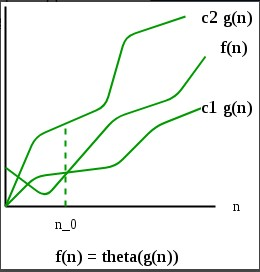 c2 g(n)
f(n)
c1 g(n)
n
n_0
f(n) = theta(g(n))